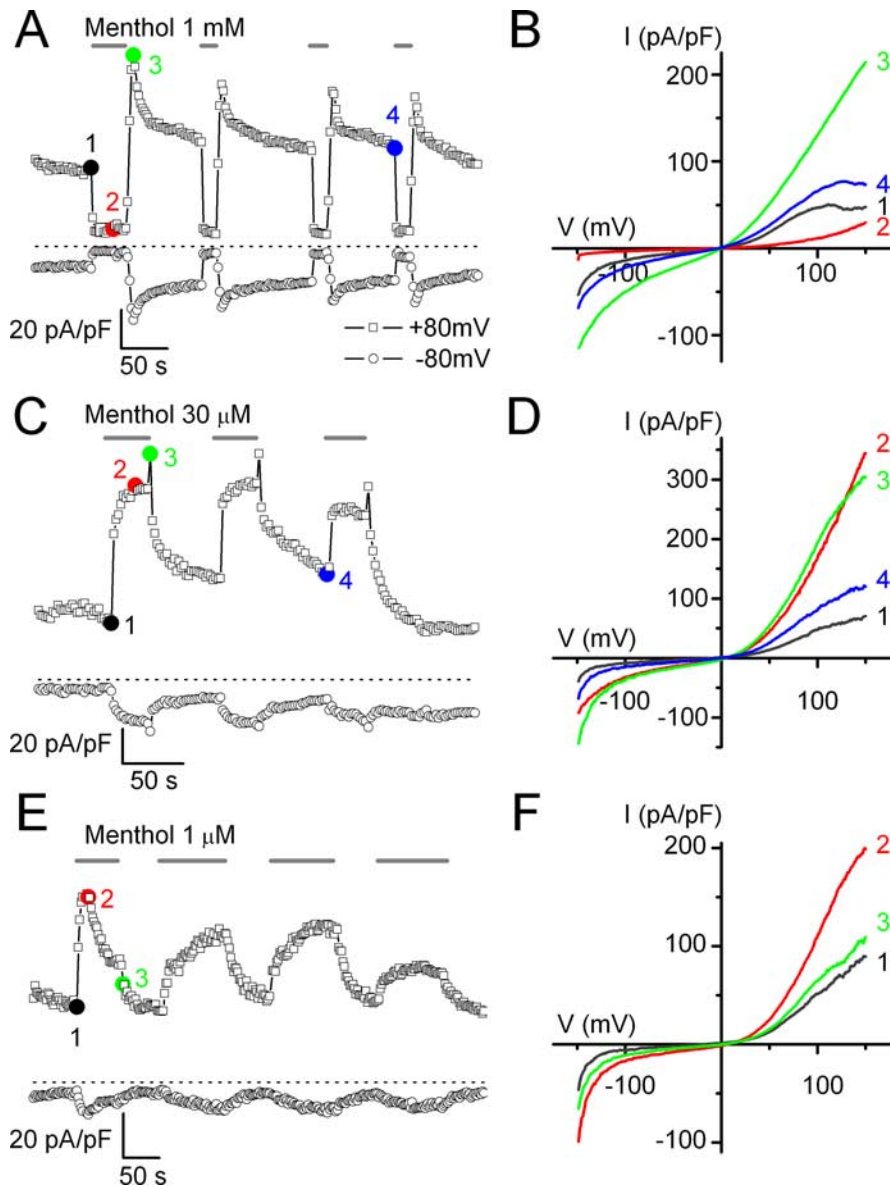 A
Menthol 1 mM
1
2
3
4
20 pA/pF
50 s
+80mV
-80mV
B
I (pA/pF)
200
100
-100
V (mV)
-100
100
3
4
1
2
C
Menthol 30 μM
1
2
3
4
20 pA/pF
50 s
D
I (pA/pF)
300
200
100
-100
V (mV)
-100
100
2
3
4
1
E
Menthol 1 μM
1
2
3
20 pA/pF
50 s
F
I (pA/pF)
200
100
-100
V (mV)
-100
100
2
3
1